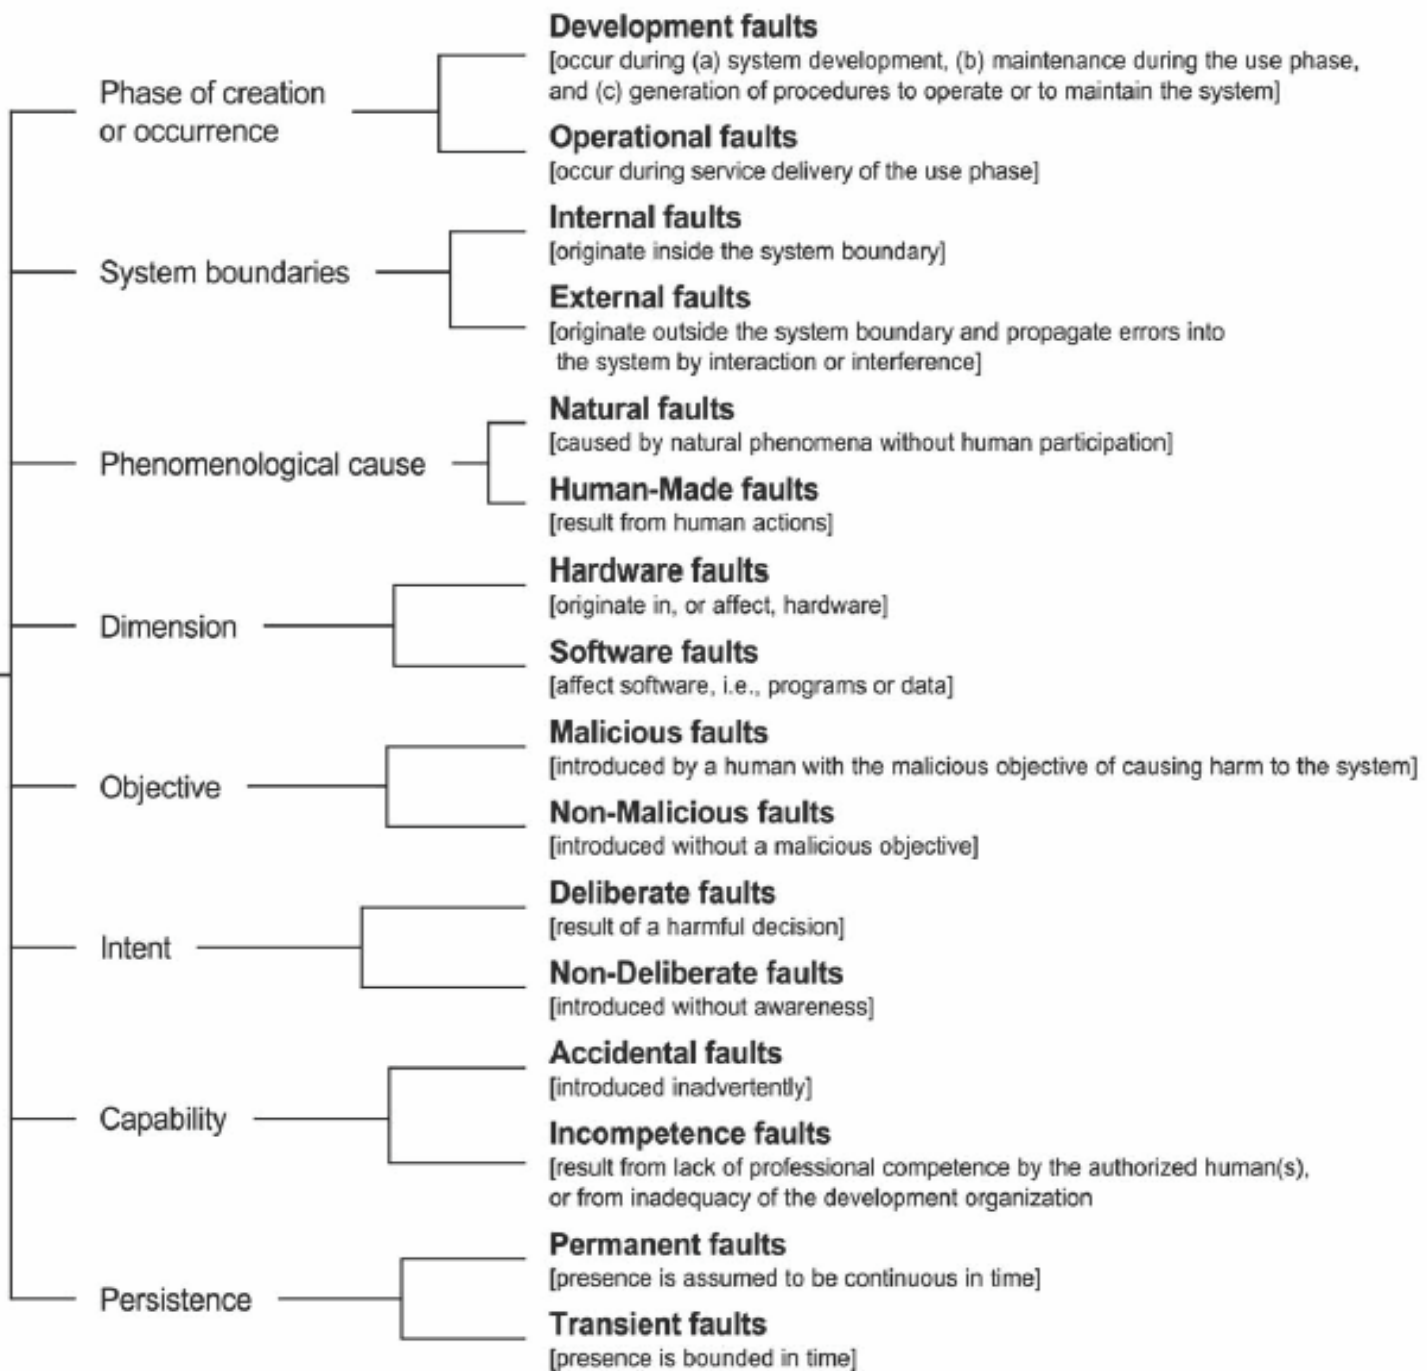 Phase of creation
or occurrence
Development faults
[occur during (a) system development, (b) maintenance during the use phase,
and (c) generation of procedures to operate or to maintain the system]
Operational faults
[occur during service delivery of the use phase]
System boundaries
Internal faults
[originate inside the system boundary]
External faults
[originate outside the system boundary and propagate errors into
the system by interaction or interference]
Phenomenological cause
Natural faults
[caused by natural phenomena without human participation]
Human-Made faults
[result from human actions]
Dimension
Hardware faults
[originate in, or affect, hardware]
Software faults
[affect software, i.e., programs or data]
Objective
Malicious faults
[introduced by a human with the malicious objective of causing harm to the system]
Non-Malicious faults
[introduced without a malicious objective]
Intent
Deliberate faults
[result of a harmful decision]
Non-Deliberate faults
[introduced without awareness]
Capability
Accidental faults
[introduced inadvertently]
Incompetence faults
[result from lack of professional competence by the authorized human(s),
or from inadequacy of the development organization
Persistence
Permanent faults
[presence is assumed to be continuous in time]
Transient faults
[presence is bounded in time]